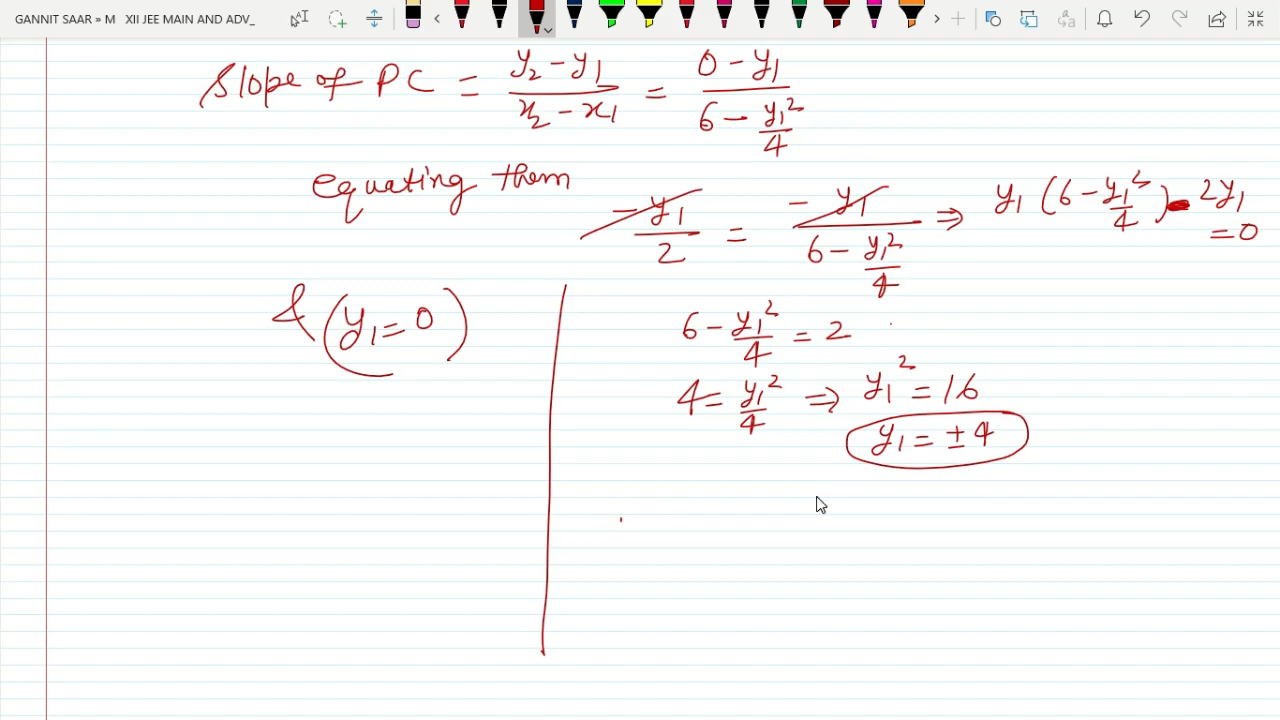 GANNIT SAAR » M XII JEE MAIN AND ADV_
Slope of PC = (y₂ - y₁)/(x₂ - x₁) = (0 - y₁)/(6 - y₁²/4)
equating them
-y₁/2 = -y₁/(6 - y₁²/4) ⇒ y₁(6 - y₁²/4) - 2y₁ = 0
& (y₁ = 0)
6 - y₁²/4 = 2
4 = y₁²/4 ⇒ y₁² = 16
y₁ = ±4